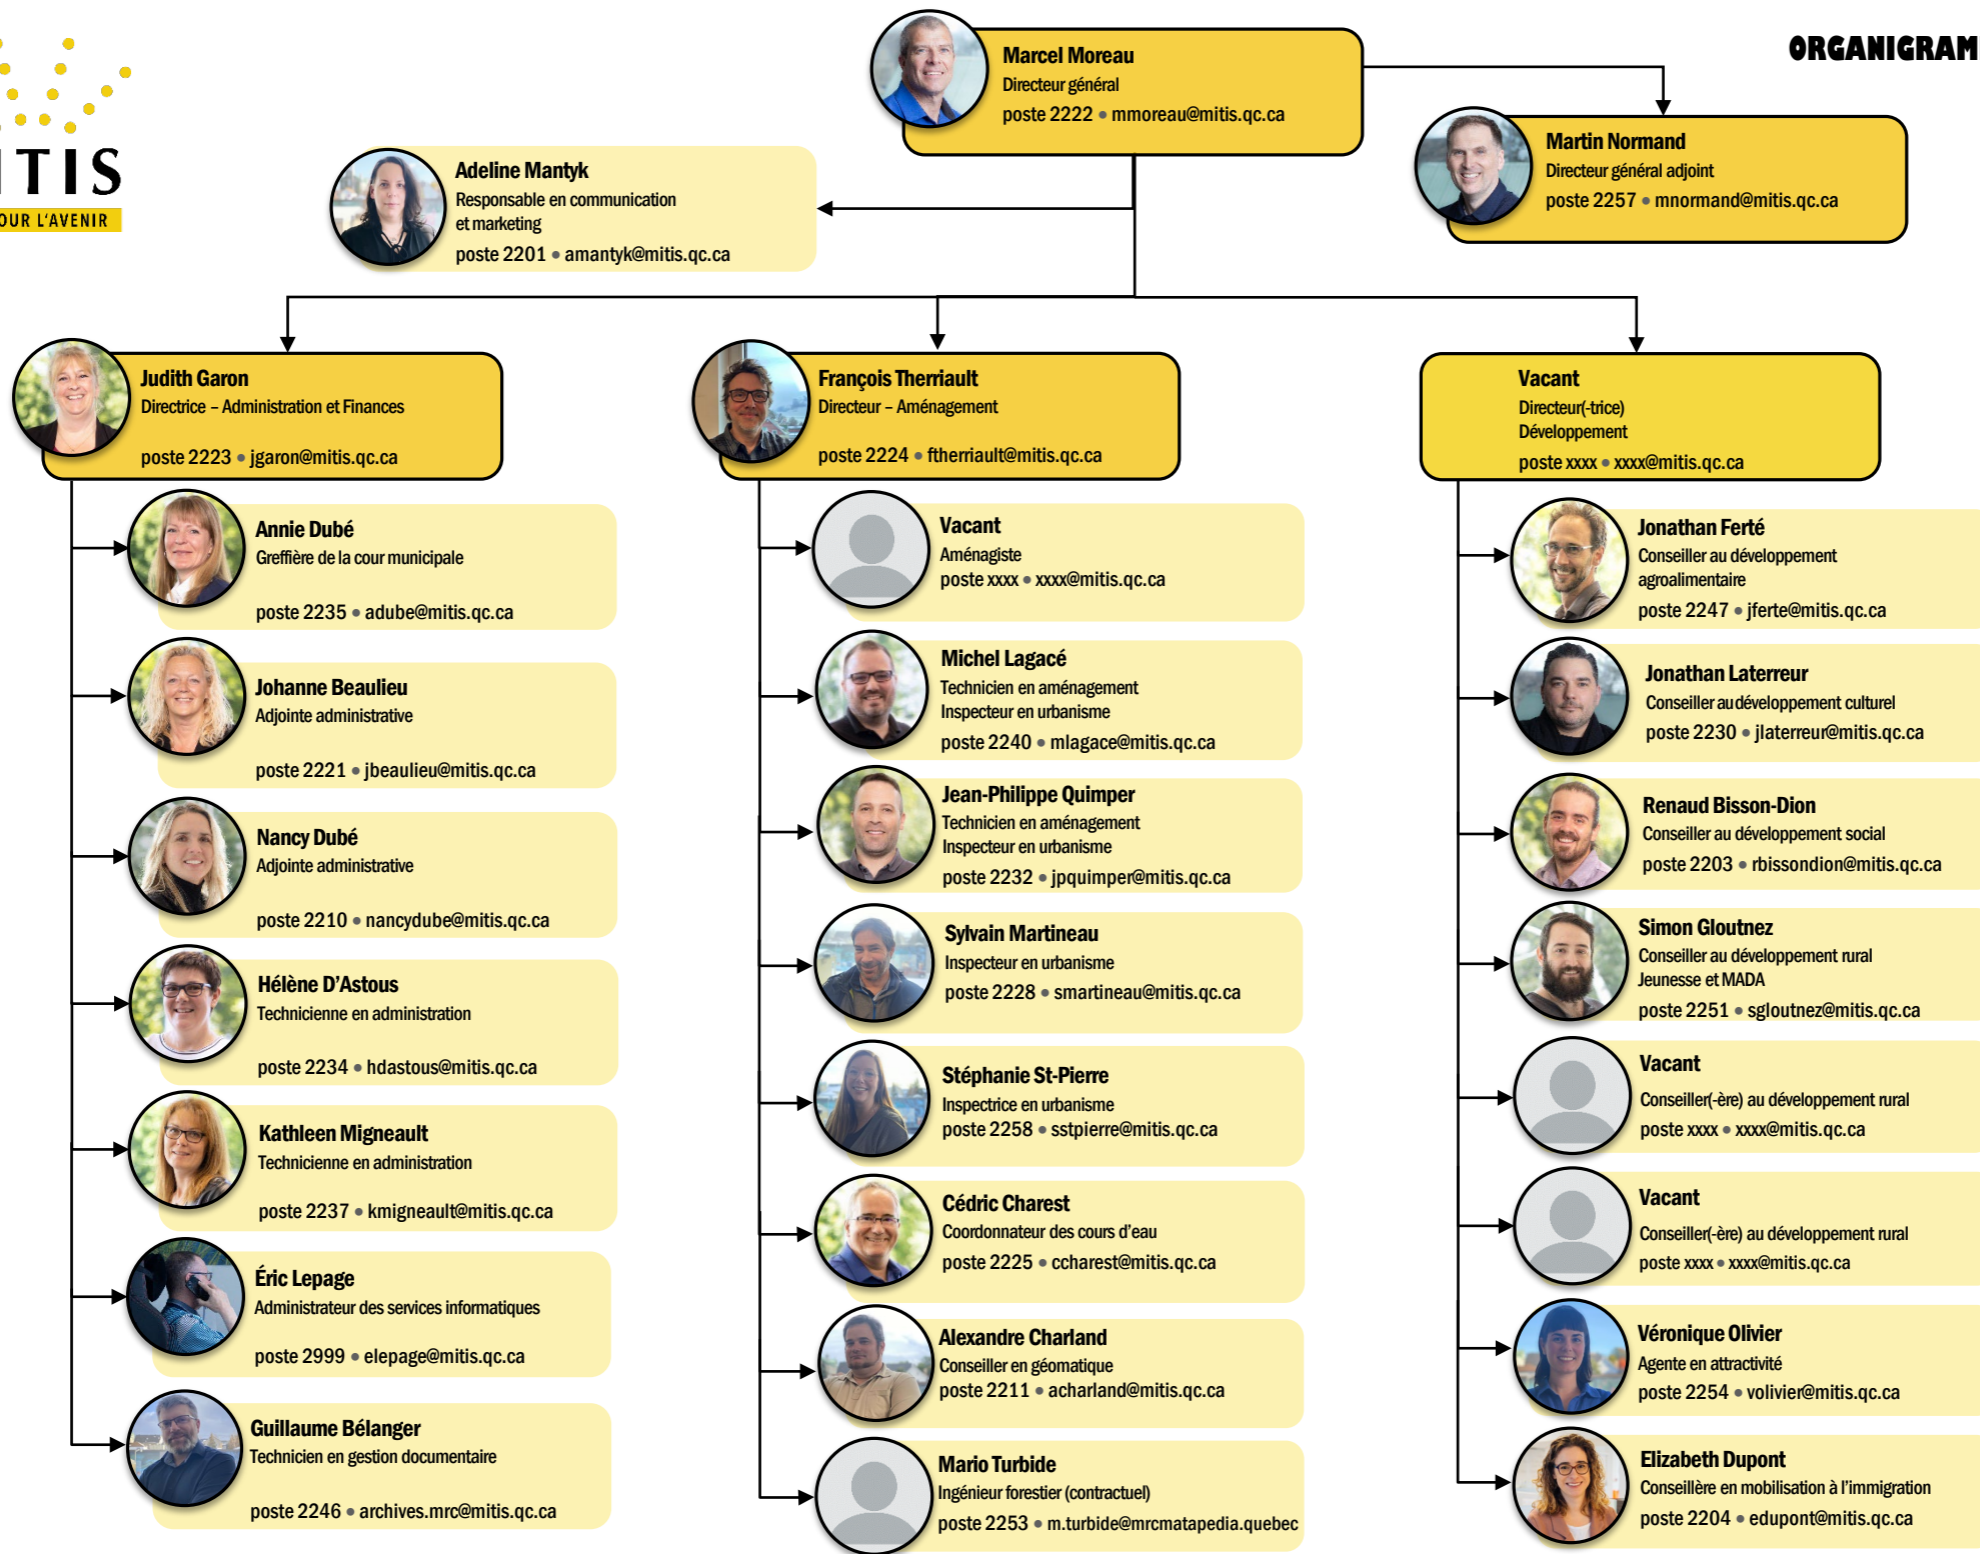 ITIS
OUR L'AVENIR
ORGANIGRAM
Marcel Moreau
Directeur général
poste 2222 • mmoreau@mitis.qc.ca
Martin Normand
Directeur général adjoint
poste 2257 • mnormand@mitis.qc.ca
Adeline Mantyk
Responsable en communication
et marketing
poste 2201 • amantyk@mitis.qc.ca
Judith Garon
Directrice – Administration et Finances
poste 2223 • jgaron@mitis.qc.ca
Annie Dubé
Greffière de la cour municipale
poste 2235 • adube@mitis.qc.ca
Johanne Beaulieu
Adjointe administrative
poste 2221 • jbeaulieu@mitis.qc.ca
Nancy Dubé
Adjointe administrative
poste 2210 • nancydube@mitis.qc.ca
Hélène D'Astous
Technicienne en administration
poste 2234 • hdastous@mitis.qc.ca
Kathleen Migneault
Technicienne en administration
poste 2237 • kmigneault@mitis.qc.ca
Éric Lepage
Administrateur des services informatiques
poste 2999 • elepage@mitis.qc.ca
Guillaume Bélanger
Technicien en gestion documentaire
poste 2246 • archives.mrc@mitis.qc.ca
François Therriault
Directeur – Aménagement
poste 2224 • ftherriault@mitis.qc.ca
Vacant
Aménagiste
poste xxxx • xxxx@mitis.qc.ca
Michel Lagacé
Technicien en aménagement
Inspecteur en urbanisme
poste 2240 • mlagace@mitis.qc.ca
Jean-Philippe Quimper
Technicien en aménagement
Inspecteur en urbanisme
poste 2232 • jpquimper@mitis.qc.ca
Sylvain Martineau
Inspecteur en urbanisme
poste 2228 • smartineau@mitis.qc.ca
Stéphanie St-Pierre
Inspectrice en urbanisme
poste 2258 • sstpierre@mitis.qc.ca
Cédric Charest
Coordonnateur des cours d'eau
poste 2225 • ccharest@mitis.qc.ca
Alexandre Charland
Conseiller en géomatique
poste 2211 • acharland@mitis.qc.ca
Mario Turbide
Ingénieur forestier (contractuel)
poste 2253 • m.turbide@mrcmatapedia.quebec
Vacant
Directeur(-trice)
Développement
poste xxxx • xxxx@mitis.qc.ca
Jonathan Ferté
Conseiller au développement
agroalimentaire
poste 2247 • jferte@mitis.qc.ca
Jonathan Laterreur
Conseiller au développement culturel
poste 2230 • jlaterreur@mitis.qc.ca
Renaud Bisson-Dion
Conseiller au développement social
poste 2203 • rbissondion@mitis.qc.ca
Simon Gloutnez
Conseiller au développement rural
Jeunesse et MADA
poste 2251 • sgloutnez@mitis.qc.ca
Vacant
Conseiller(-ère) au développement rural
poste xxxx • xxxx@mitis.qc.ca
Vacant
Conseiller(-ère) au développement rural
poste xxxx • xxxx@mitis.qc.ca
Véronique Olivier
Agente en attractivité
poste 2254 • volivier@mitis.qc.ca
Elizabeth Dupont
Conseillère en mobilisation à l'immigration
poste 2204 • edupont@mitis.qc.ca